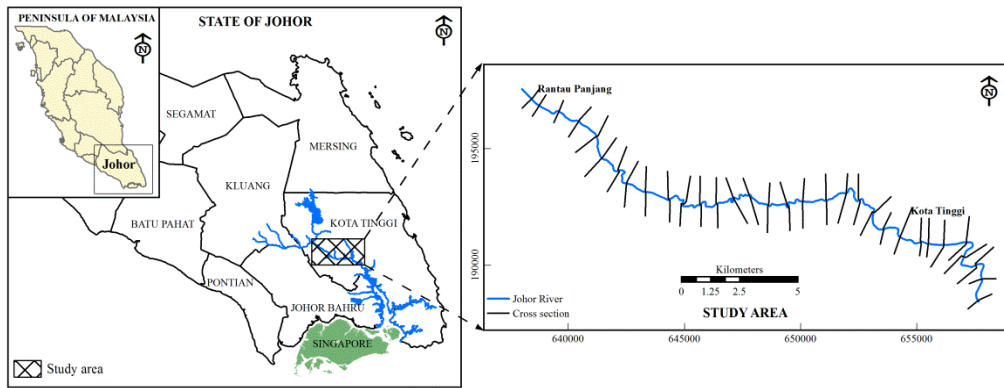 PENINSULA OF MALAYSIA
N
Johor
STATE OF JOHOR
N
SEGAMAT
MERSING
KLUANG
BATU PAHAT
KOTA TINGGI
PONTIAN
JOHOR BAHRU
SINGAPORE
Study area
N
Rantau Panjang
Kota Tinggi
195000
190000
Kilometers
0 1.25 2.5 5
Johor River
Cross section
STUDY AREA
640000 645000 650000 655000